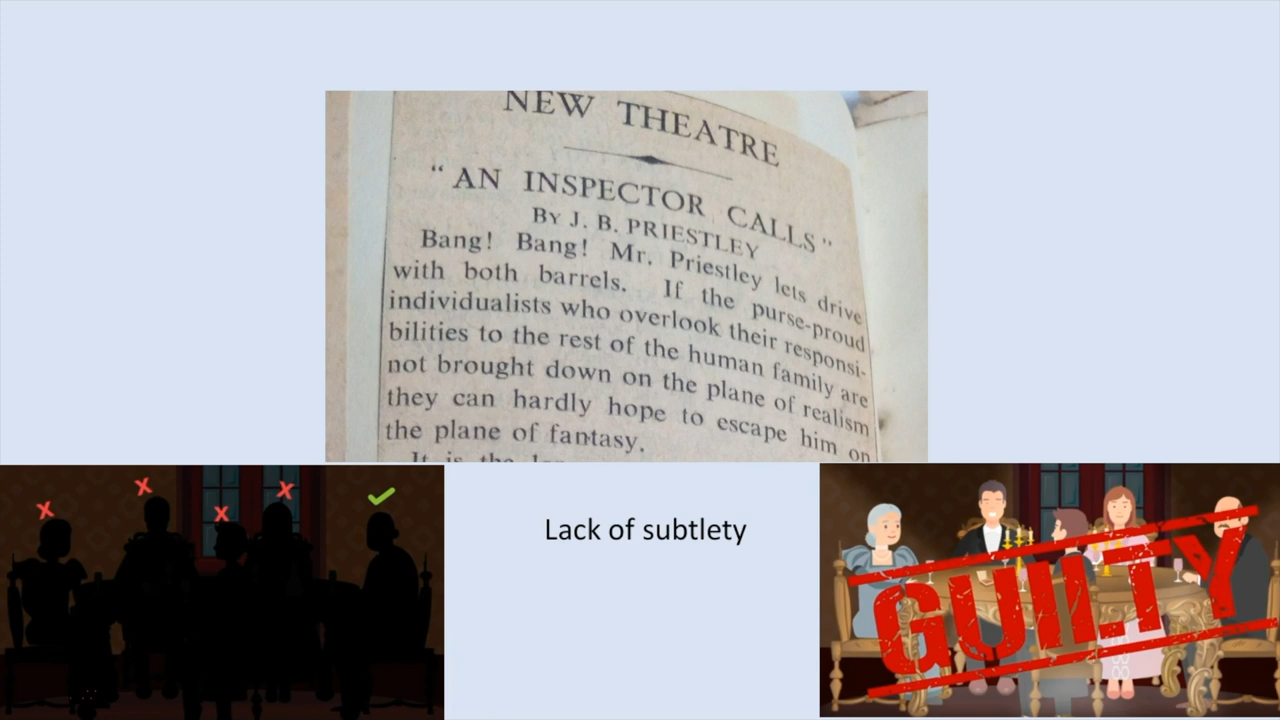 NEW THEATRE
“AN INSPECTOR CALLS”
By J. B. PRIESTLEY
Bang! Bang! Mr. Priestley lets drive
with both barrels. If the purse-proud
individualists who overlook their responsi-
bilities to the rest of the human family are
not brought down on the plane of realism
they can hardly hope to escape him on
the plane of fantasy.
It is the
Lack of subtlety
GUILTY